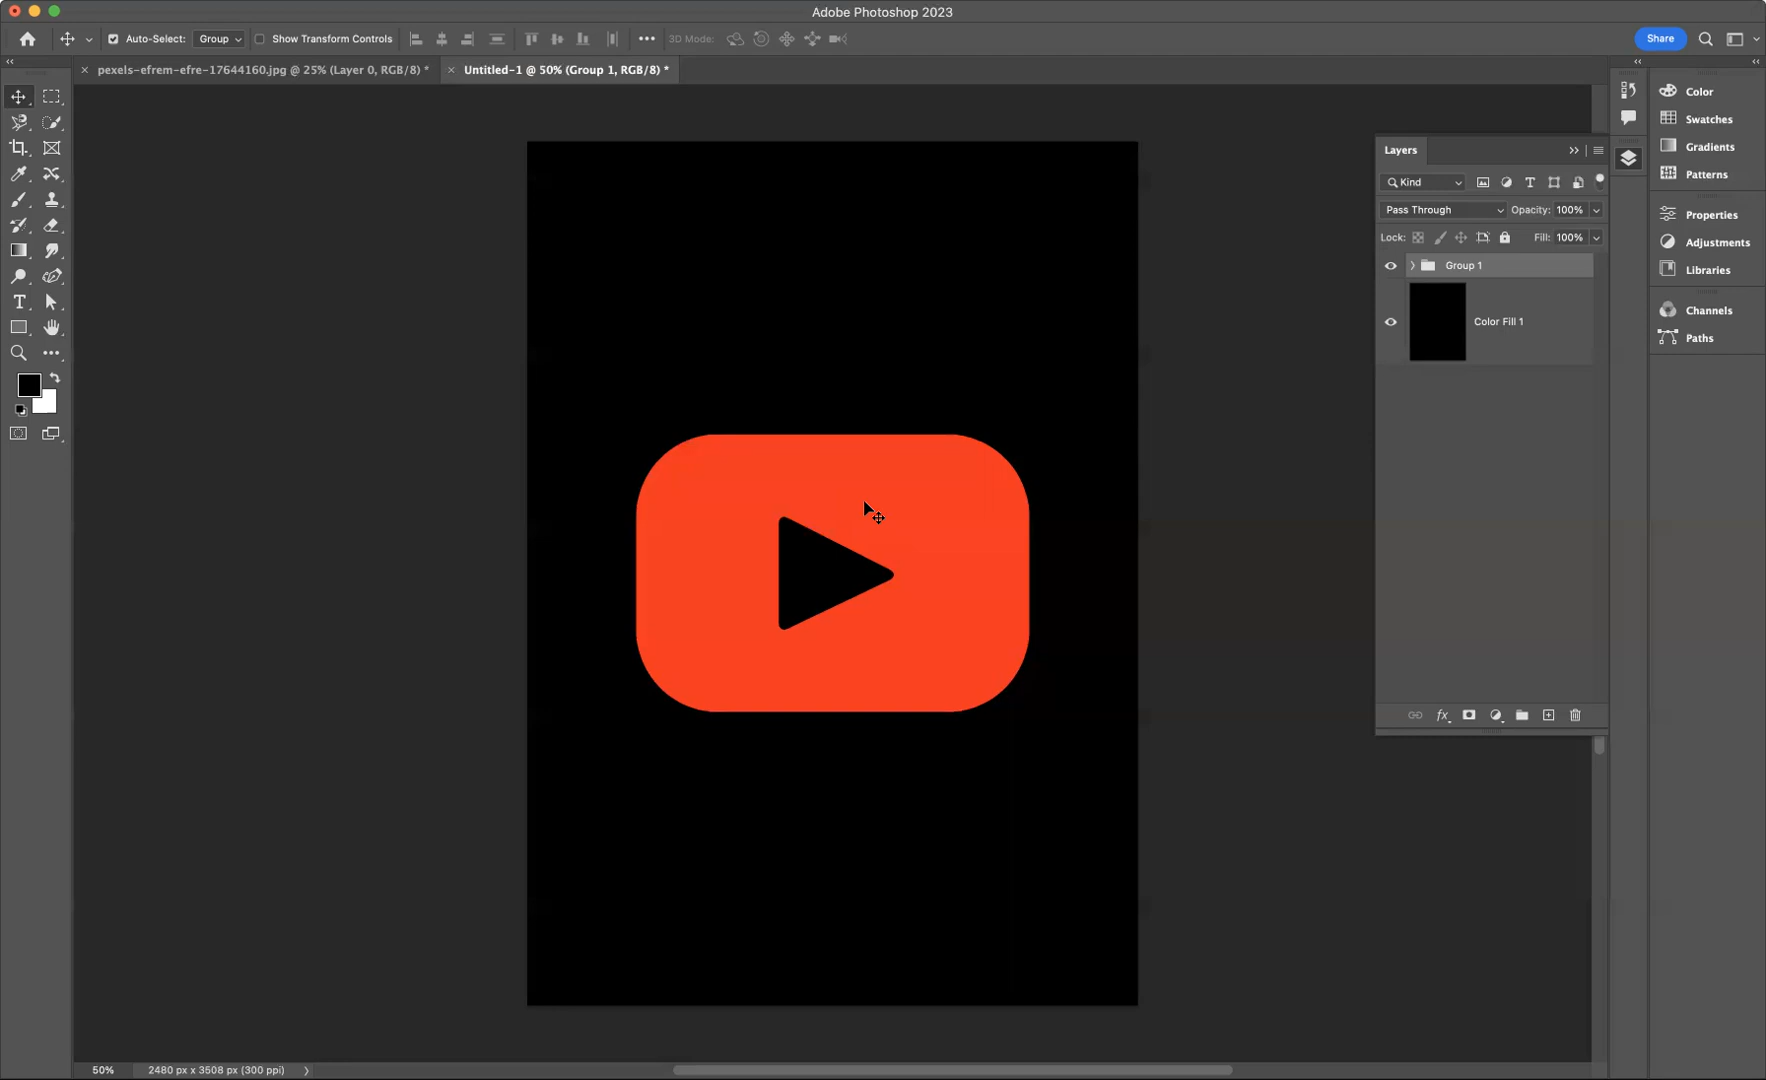 Adobe Photoshop 2023
Auto-Select: Group Show Transform Controls 3D Mode: Share
pexels-efrem-efre-17644160.jpg @ 25% (Layer 0, RGB/8) *
Untitled-1 @ 50% (Group 1, RGB/8) *
Layers
Kind
Pass Through Opacity: 100%
Lock: Fill: 100%
Group 1
Color Fill 1
fx
Color
Swatches
Gradients
Patterns
Properties
Adjustments
Libraries
Channels
Paths
50% 2480 px x 3508 px (300 ppi)